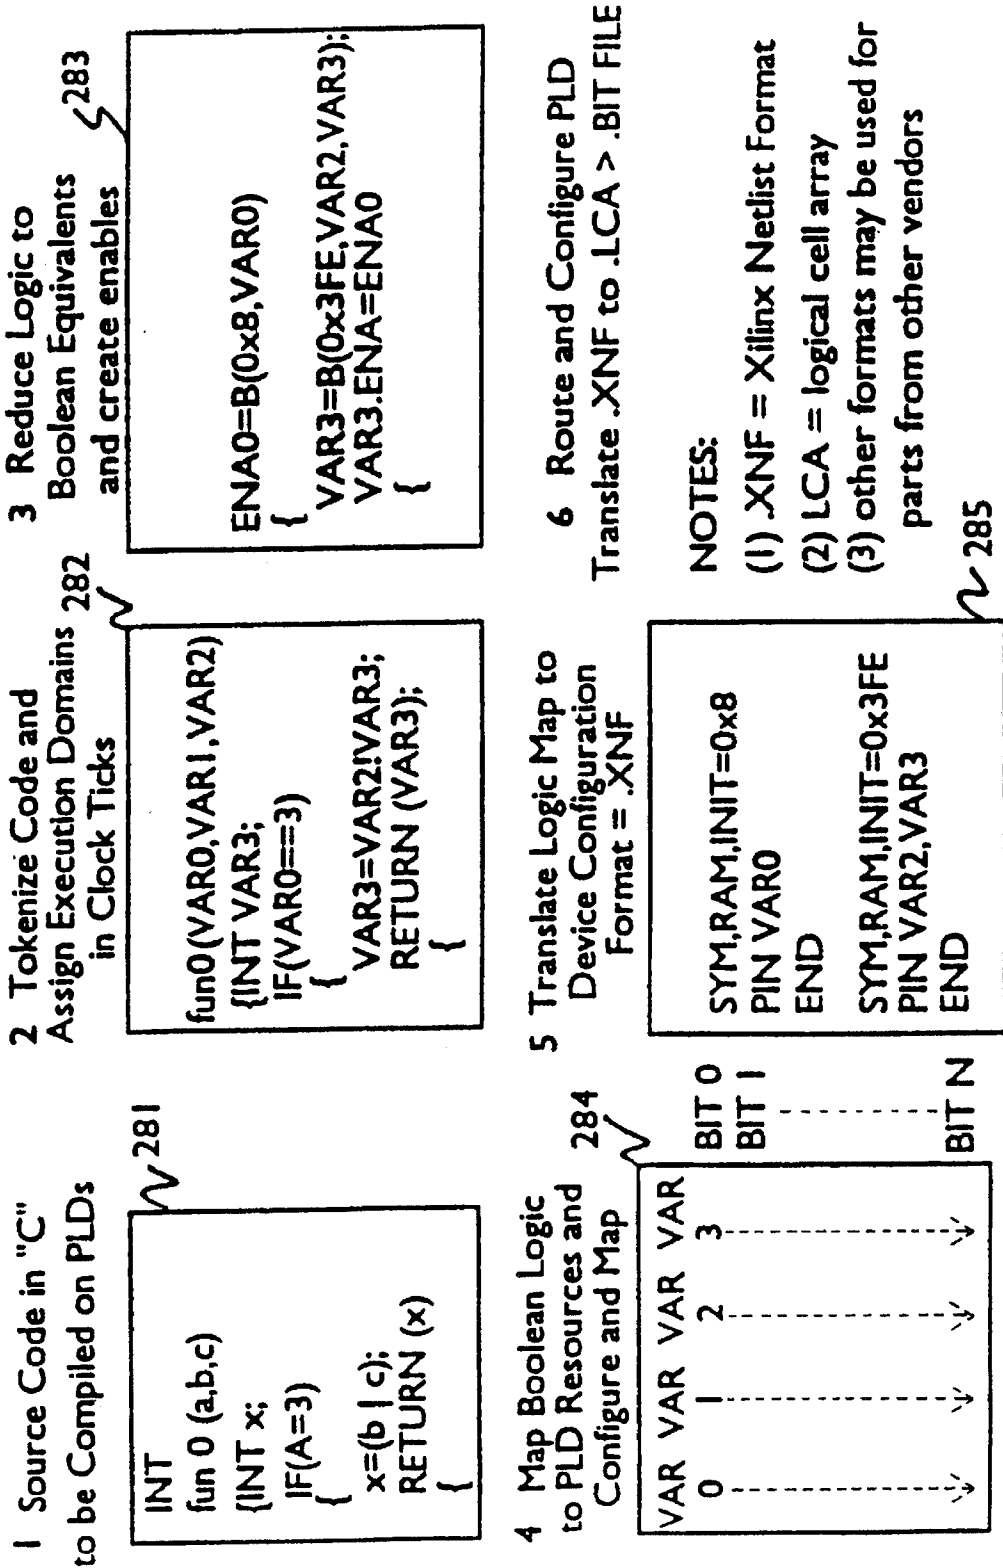 1 Source Code in "C"
to be Compiled on PLDs
281
INT
fun 0 (a,b,c)
{INT x;
IF(A=3)
{
x=(b | c);
RETURN (x)
{
2 Tokenize Code and
Assign Execution Domains
in Clock Ticks
282
fun0(VAR0,VAR1,VAR2)
{INT VAR3;
IF(VAR0==3)
{
VAR3=VAR2!VAR3;
RETURN (VAR3);
{
3 Reduce Logic to
Boolean Equivalents
and create enables
283
ENA0=B(0x8,VAR0)
{
VAR3=B(0x3FE,VAR2,VAR3);
VAR3.ENA=ENA0
{
4 Map Boolean Logic
to PLD Resources and
Configure and Map
284
VAR VAR VAR VAR
0 1 2 3
BIT 0
BIT 1
BIT N
5 Translate Logic Map to
Device Configuration
Format = .XNF
SYM,RAM,INIT=0x8
PIN VAR0
END
SYM,RAM,INIT=0x3FE
PIN VAR2,VAR3
END
285
6 Route and Configure PLD
Translate .XNF to .LCA > .BIT FILE
NOTES:
(1) .XNF = Xilinx Netlist Format
(2) LCA = logical cell array
(3) other formats may be used for
parts from other vendors